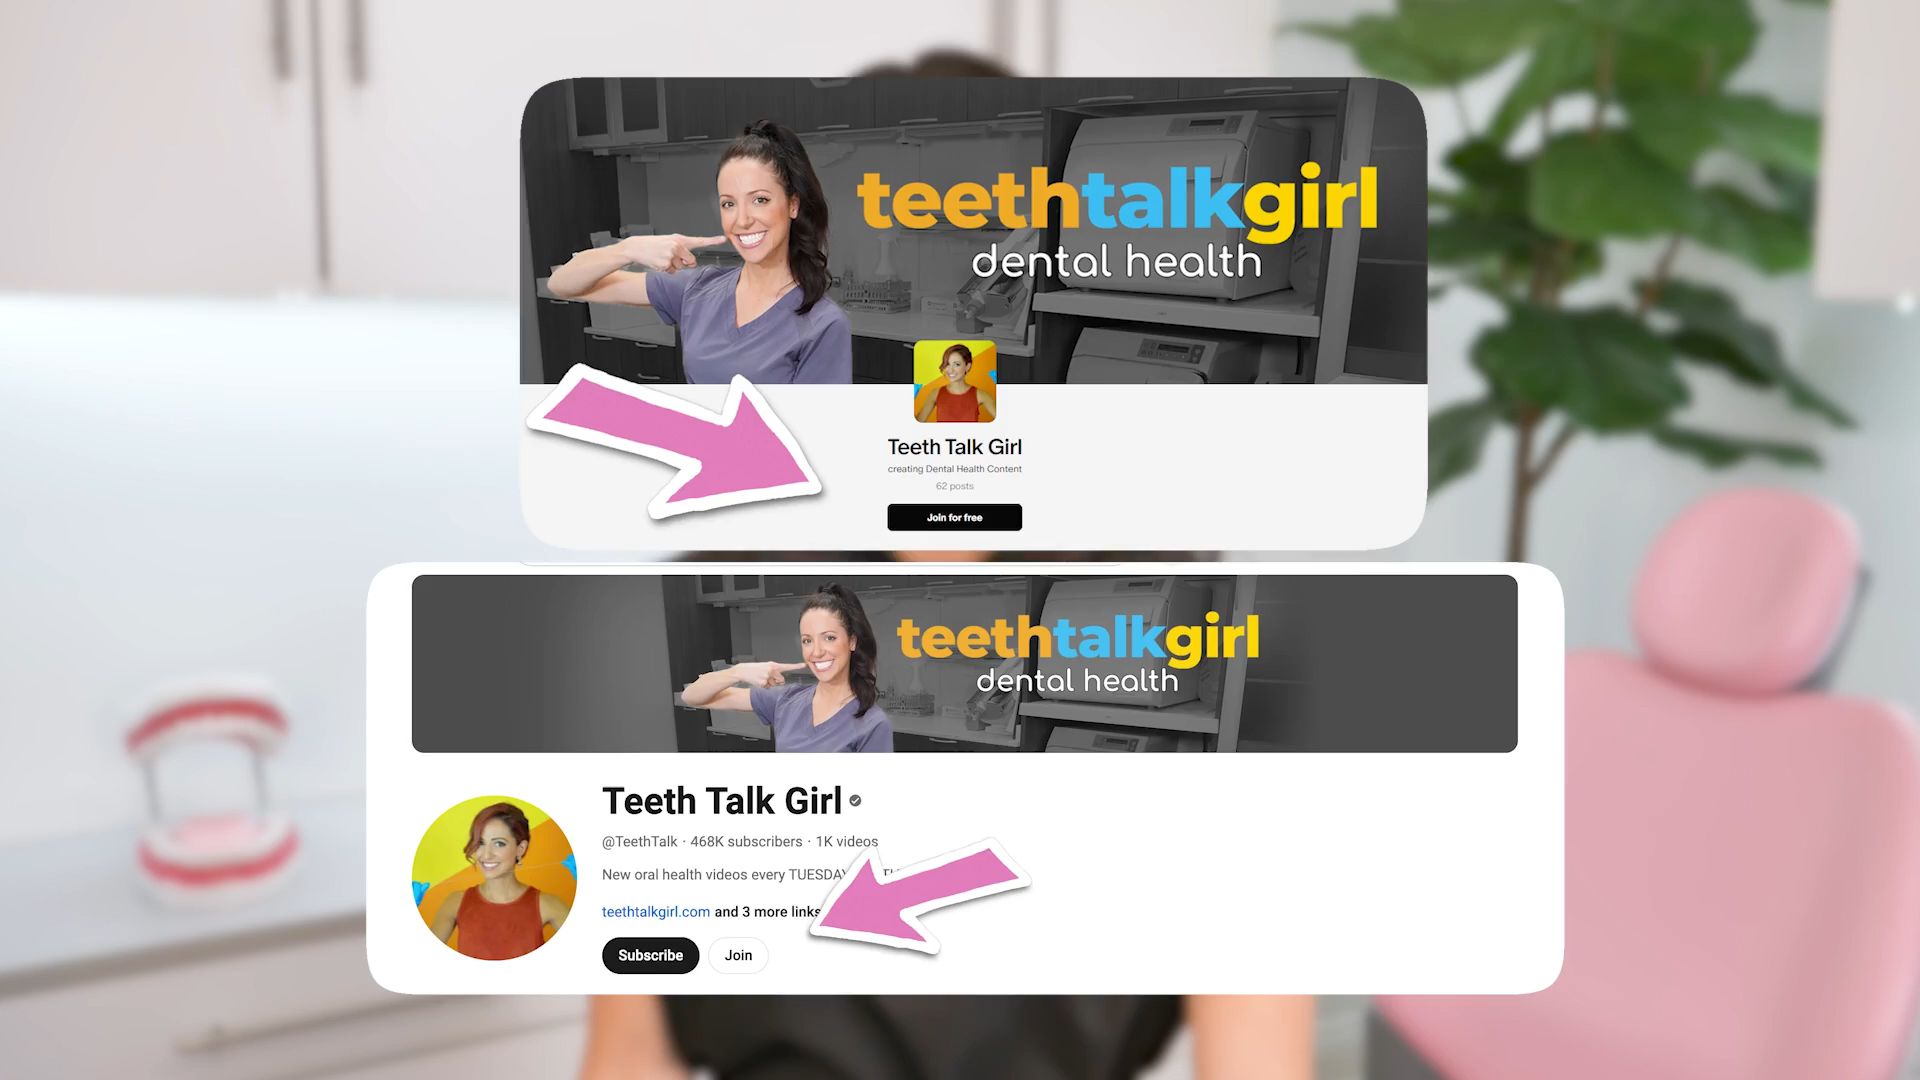 teethtalkgirl
dental health
Teeth Talk Girl
creating Dental Health Content
62 posts
Join for free
teethtalkgirl
dental health
Teeth Talk Girl
@TeethTalk · 468K subscribers · 1K videos
New oral health videos every TUESDAY
teethtalkgirl.com and 3 more links
Subscribe Join